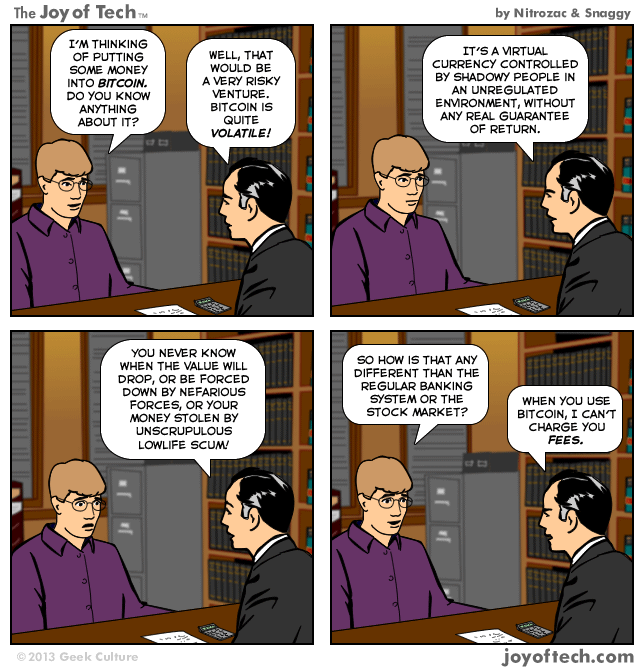 The Joy of Tech™
by Nitrozac & Snaggy
I'M THINKING
OF PUTTING
SOME MONEY
INTO BITCOIN.
DO YOU KNOW
ANYTHING
ABOUT IT?
WELL, THAT
WOULD BE
A VERY RISKY
VENTURE.
BITCOIN IS
QUITE
VOLATILE!
IT'S A VIRTUAL
CURRENCY CONTROLLED
BY SHADOWY PEOPLE IN
AN UNREGULATED
ENVIRONMENT, WITHOUT
ANY REAL GUARANTEE
OF RETURN.
YOU NEVER KNOW
WHEN THE VALUE WILL
DROP, OR BE FORCED
DOWN BY NEFARIOUS
FORCES, OR YOUR
MONEY STOLEN BY
UNSCRUPULOUS
LOWLIFE SCUM!
SO HOW IS THAT ANY
DIFFERENT THAN THE
REGULAR BANKING
SYSTEM OR THE
STOCK MARKET?
WHEN YOU USE
BITCOIN, I CAN'T
CHARGE YOU
FEES.
©2013 Geek Culture
joyoftech.com